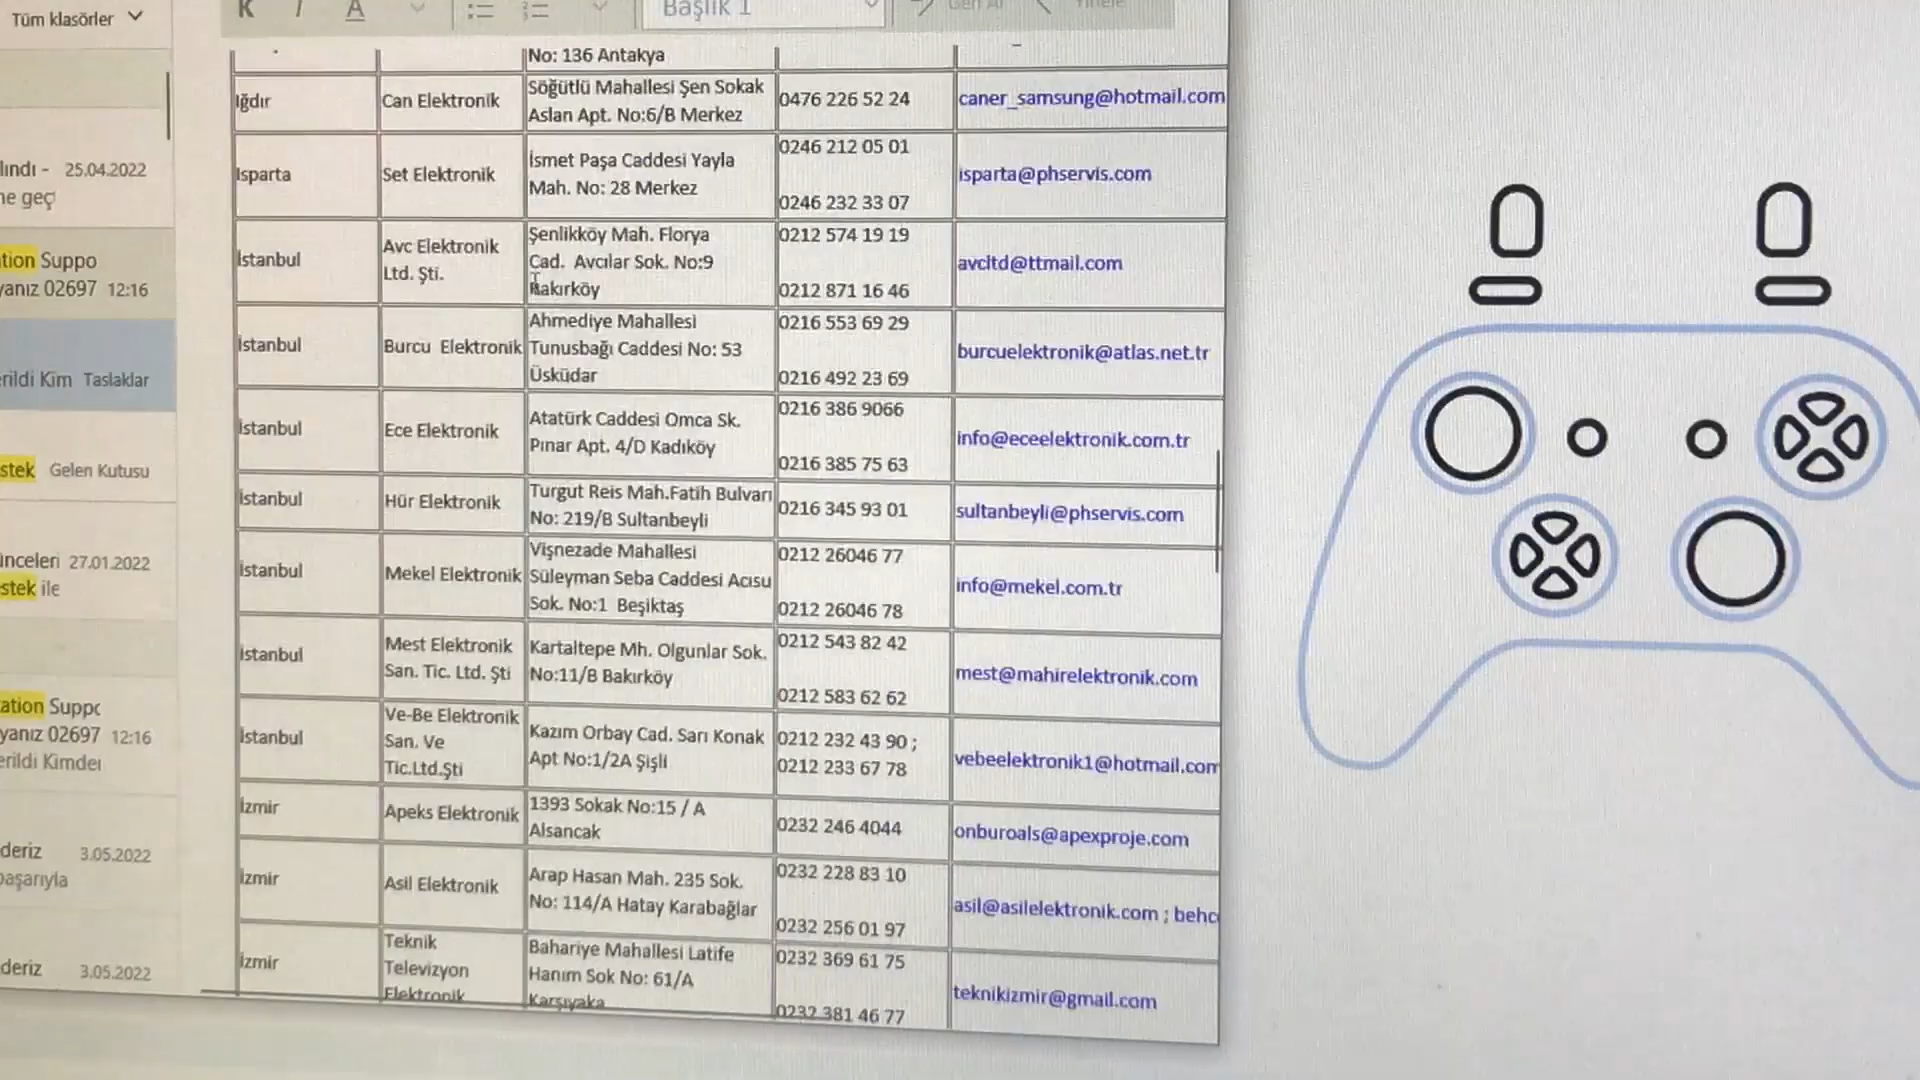 Tüm klasörler
K
A
Başlık 1
Geri Al
Yinele
No: 136 Antakya
Iğdır
Can Elektronik
Söğütlü Mahallesi Şen Sokak
Aslan Apt. No:6/B Merkez
0476 226 52 24
caner_samsung@hotmail.com
Isparta
Set Elektronik
İsmet Paşa Caddesi Yayla
Mah. No: 28 Merkez
0246 212 05 01
0246 232 33 07
isparta@phservis.com
İstanbul
Avc Elektronik
Ltd. Şti.
Şenlikköy Mah. Florya
Cad. Avcılar Sok. No:9
Bakırköy
0212 574 19 19
0212 871 16 46
avcltd@ttmail.com
İstanbul
Burcu Elektronik
Ahmediye Mahallesi
Tunusbağı Caddesi No: 53
Üsküdar
0216 553 69 29
0216 492 23 69
burcuelektronik@atlas.net.tr
İstanbul
Ece Elektronik
Atatürk Caddesi Omca Sk.
Pınar Apt. 4/D Kadıköy
0216 386 9066
0216 385 75 63
info@eceelektronik.com.tr
İstanbul
Hür Elektronik
Turgut Reis Mah.Fatih Bulvarı
No: 219/B Sultanbeyli
0216 345 93 01
sultanbeyli@phservis.com
İstanbul
Mekel Elektronik
Vişnezade Mahallesi
Süleyman Seba Caddesi Acısu
Sok. No:1 Beşiktaş
0212 26046 77
0212 26046 78
info@mekel.com.tr
İstanbul
Mest Elektronik
San. Tic. Ltd. Şti
Kartaltepe Mh. Olgunlar Sok.
No:11/B Bakırköy
0212 543 82 42
0212 583 62 62
mest@mahirelektronik.com
İstanbul
Ve-Be Elektronik
San. Ve
Tic.Ltd.Şti
Kazım Orbay Cad. Sarı Konak
Apt No:1/2A Şişli
0212 232 43 90 ;
0212 233 67 78
vebeelektronik1@hotmail.com
İzmir
Apeks Elektronik
1393 Sokak No:15 / A
Alsancak
0232 246 4044
onburoals@apexproje.com
İzmir
Asil Elektronik
Arap Hasan Mah. 235 Sok.
No: 114/A Hatay Karabağlar
0232 228 83 10
0232 256 01 97
asil@asilelektronik.com ; behc
İzmir
Teknik
Televizyon
Elektronik
Bahariye Mahallesi Latife
Hanım Sok No: 61/A
Karşıyaka
0232 369 61 75
0232 381 46 77
teknikizmir@gmail.com
lındı - 25.04.2022
ne geç
tion Suppo
yanız 02697 12:16
erildi Kim Taslaklar
stek Gelen Kutusu
ünceleri 27.01.2022
stek ile
ation Suppo
yanız 02697 12:16
erildi Kimden
deriz 3.05.2022
başarıyla
deriz 3.05.2022